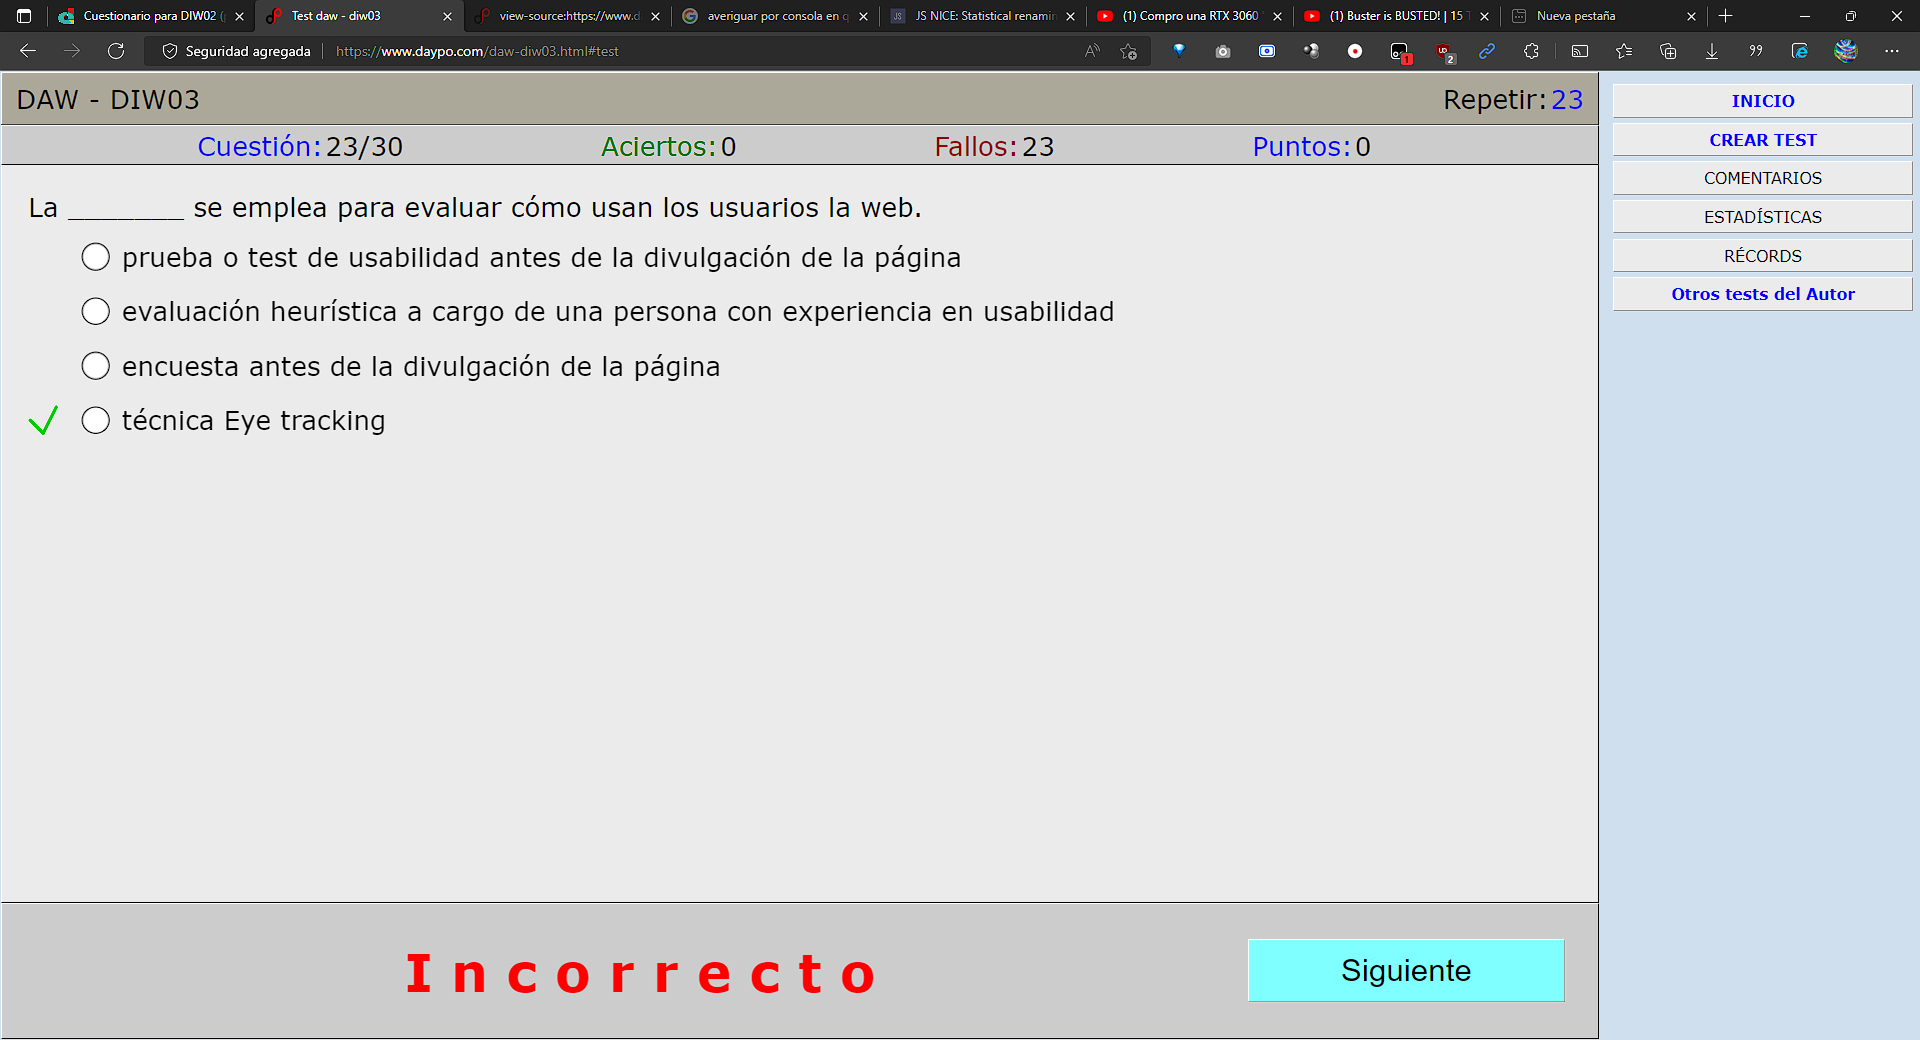 Cuestionario para DIW02 (
Test daw - diw03
view-source:https://www.d
averiguar por consola en q
JS NICE: Statistical renamin
(1) Compro una RTX 3060
(1) Buster is BUSTED! | 15
Nueva pestaña
Seguridad agregada
https://www.daypo.com/daw-diw03.html#test
1
2
DAW - DIW03
Repetir:23
Cuestión:23/30
Aciertos:0
Fallos:23
Puntos:0
La _______ se emplea para evaluar cómo usan los usuarios la web.
prueba o test de usabilidad antes de la divulgación de la página
evaluación heurística a cargo de una persona con experiencia en usabilidad
encuesta antes de la divulgación de la página
técnica Eye tracking
Incorrecto
Siguiente
INICIO
CREAR TEST
COMENTARIOS
ESTADÍSTICAS
RÉCORDS
Otros tests del Autor